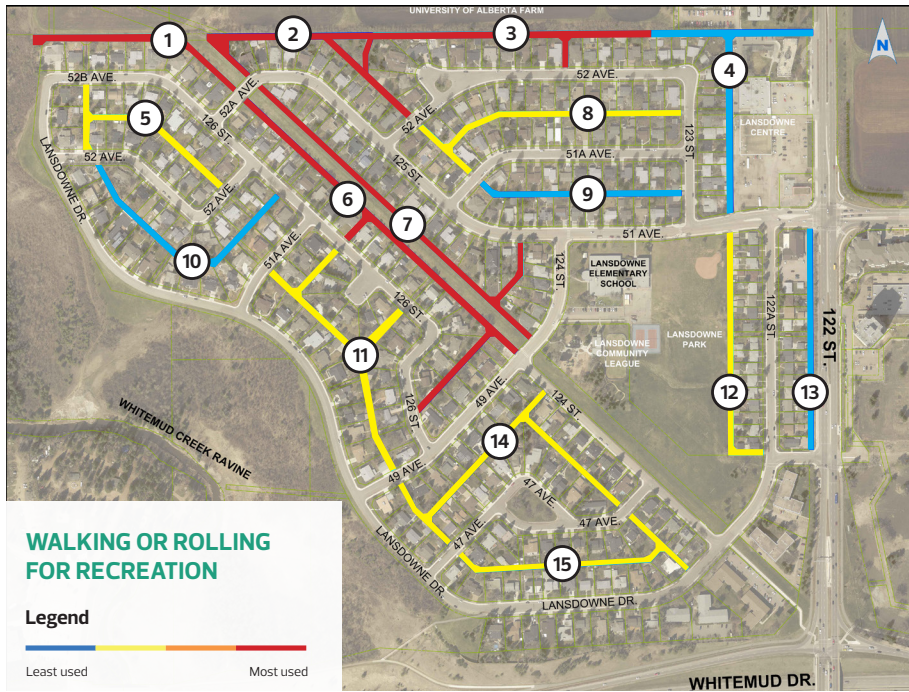 UNIVERSITY OF ALBERTA FARM
N
1
2
3
4
52B AVE.
52A AVE.
52 AVE.
5
126 ST.
52 AVE.
8
123 ST.
LANSDOWNE
CENTRE
52 AVE.
125 ST.
51A AVE.
9
LANSDOWNE DR.
52 AVE.
6
7
10
51A AVE.
51 AVE.
124 ST.
LANSDOWNE
ELEMENTARY
SCHOOL
126 ST.
122A ST.
122 ST.
LANSDOWNE
COMMUNITY
LEAGUE
LANSDOWNE
PARK
11
12
13
49 AVE.
126 ST
124 ST.
WHITEMUD CREEK
RAVINE
14
49 AVE.
47 AVE.
47 AVE.
47 AVE.
LANSDOWNE DR.
15
LANSDOWNE DR.
WALKING OR ROLLING
FOR RECREATION
Legend
Least used
Most used
WHITEMUD DR.